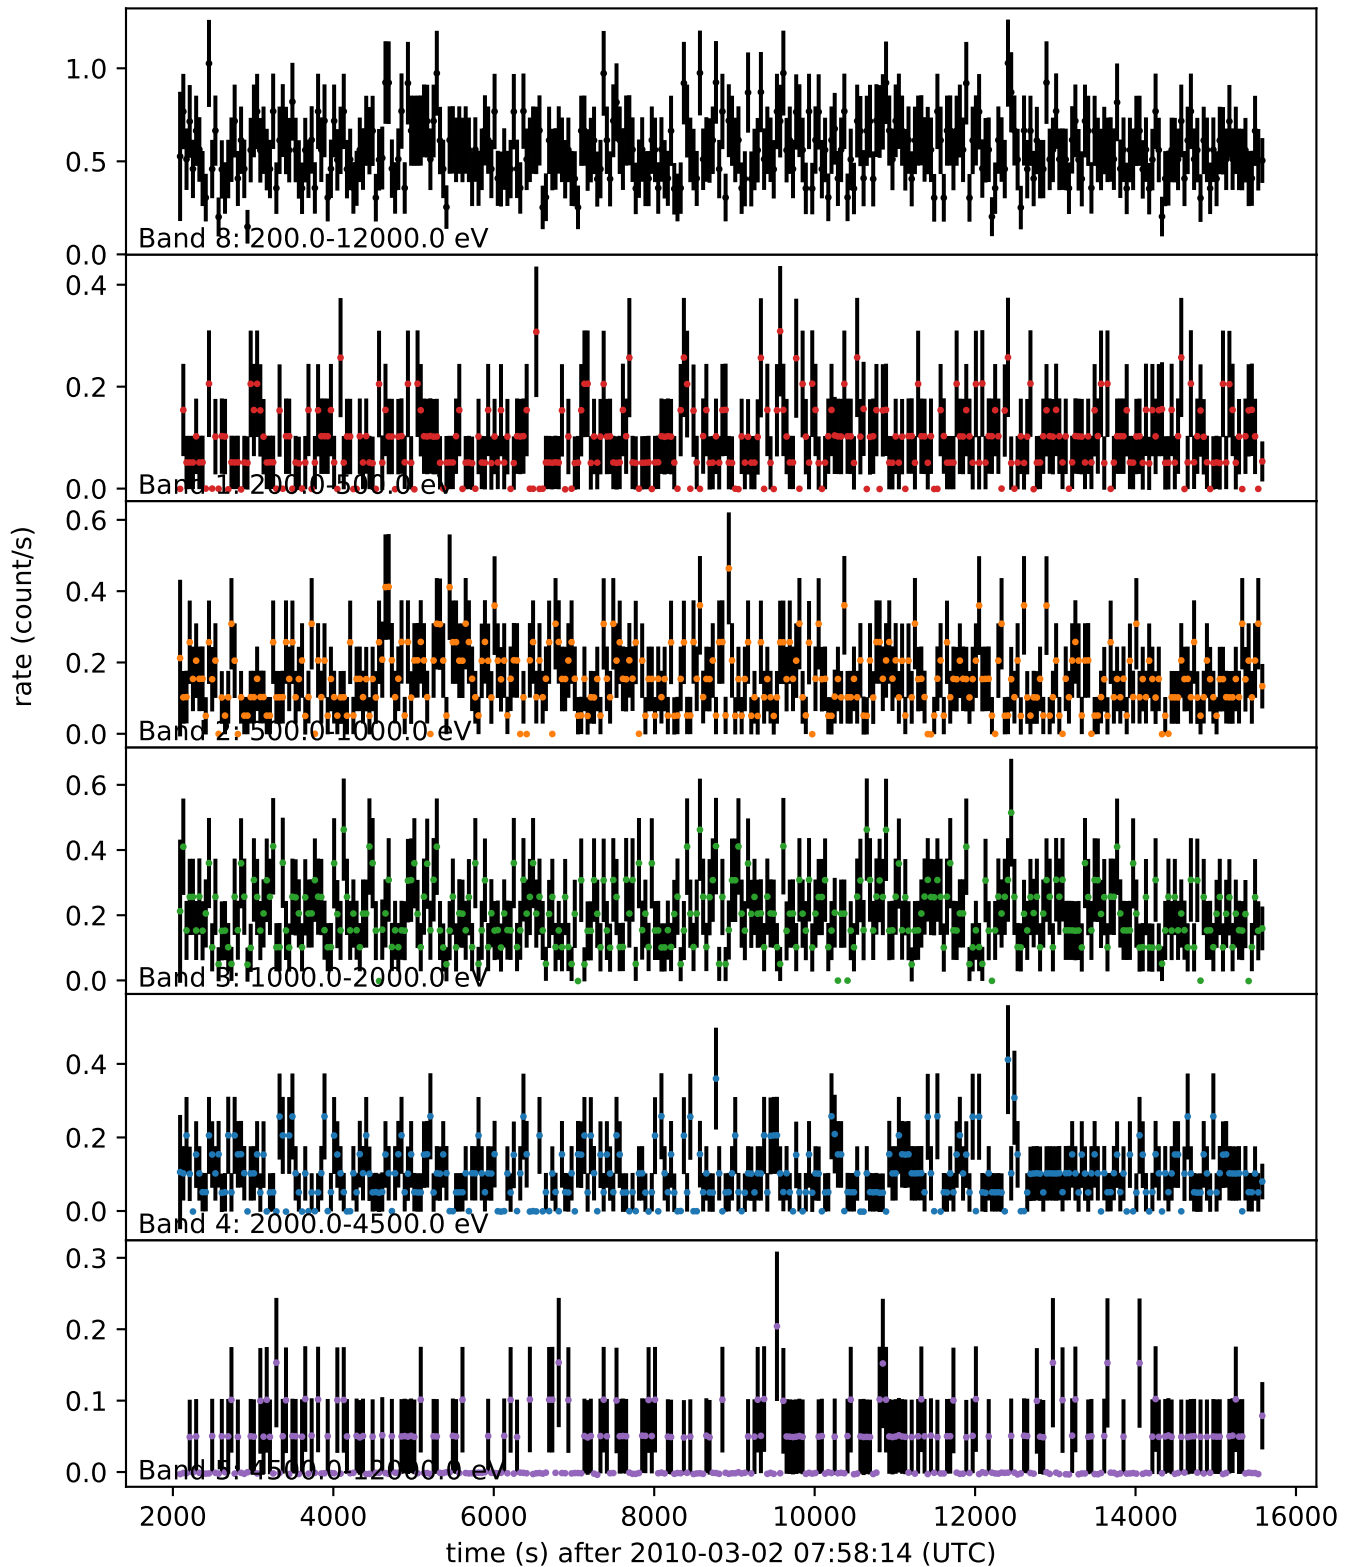 1.0
0.5
0.0
Band 8: 200.0-12000.0 eV
0.4
0.2
0.0
Band 1: 200.0-500.0 eV
0.6
0.4
0.2
0.0
Band 2: 500.0-1000.0 eV
rate (count/s)
0.6
0.4
0.2
0.0
Band 3: 1000.0-2000.0 eV
0.4
0.2
0.0
Band 4: 2000.0-4500.0 eV
0.3
0.2
0.1
0.0
Band 5: 4500.0-12000.0 eV
2000 4000 6000 8000 10000 12000 14000 16000
time (s) after 2010-03-02 07:58:14 (UTC)